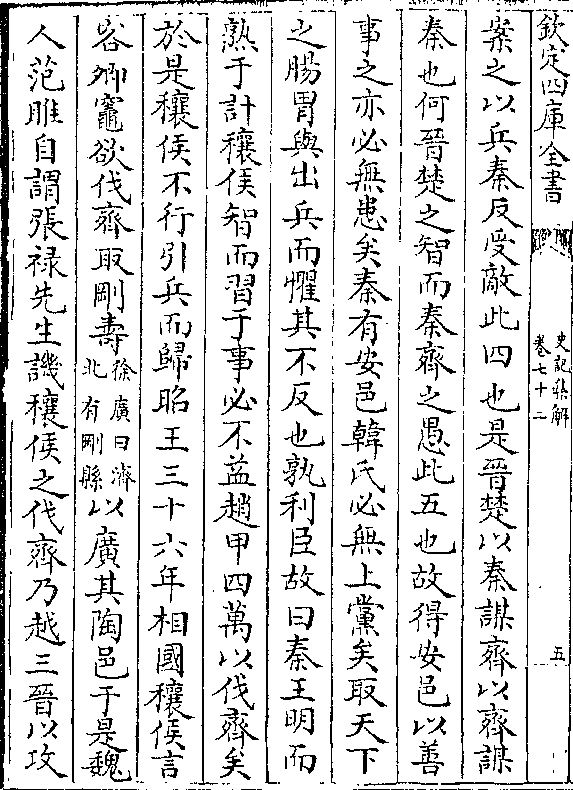 欽定四庫全書
史記集解
卷七十二
五
案之以兵秦反受敵此四也是晉楚以秦謀齊以齊謀
秦也何晉楚之智而秦齊之愚此五也故得安邑以善
事之亦必無患矣秦有安邑韓氏必無上黨矣取天下
之腸胃與出兵而懼其不反也孰利臣故曰秦王明而
熟于計穰侯智而習于事必不益趙甲四萬以伐齊矣
於是穰侯不行引兵而歸昭王三十六年相國穰侯言
客卿竈欲伐齊取剛壽徐廣曰濟北有剛縣以廣其陶邑于是魏
人范睢自謂張祿先生譏穰侯之伐齊乃越三晉以攻